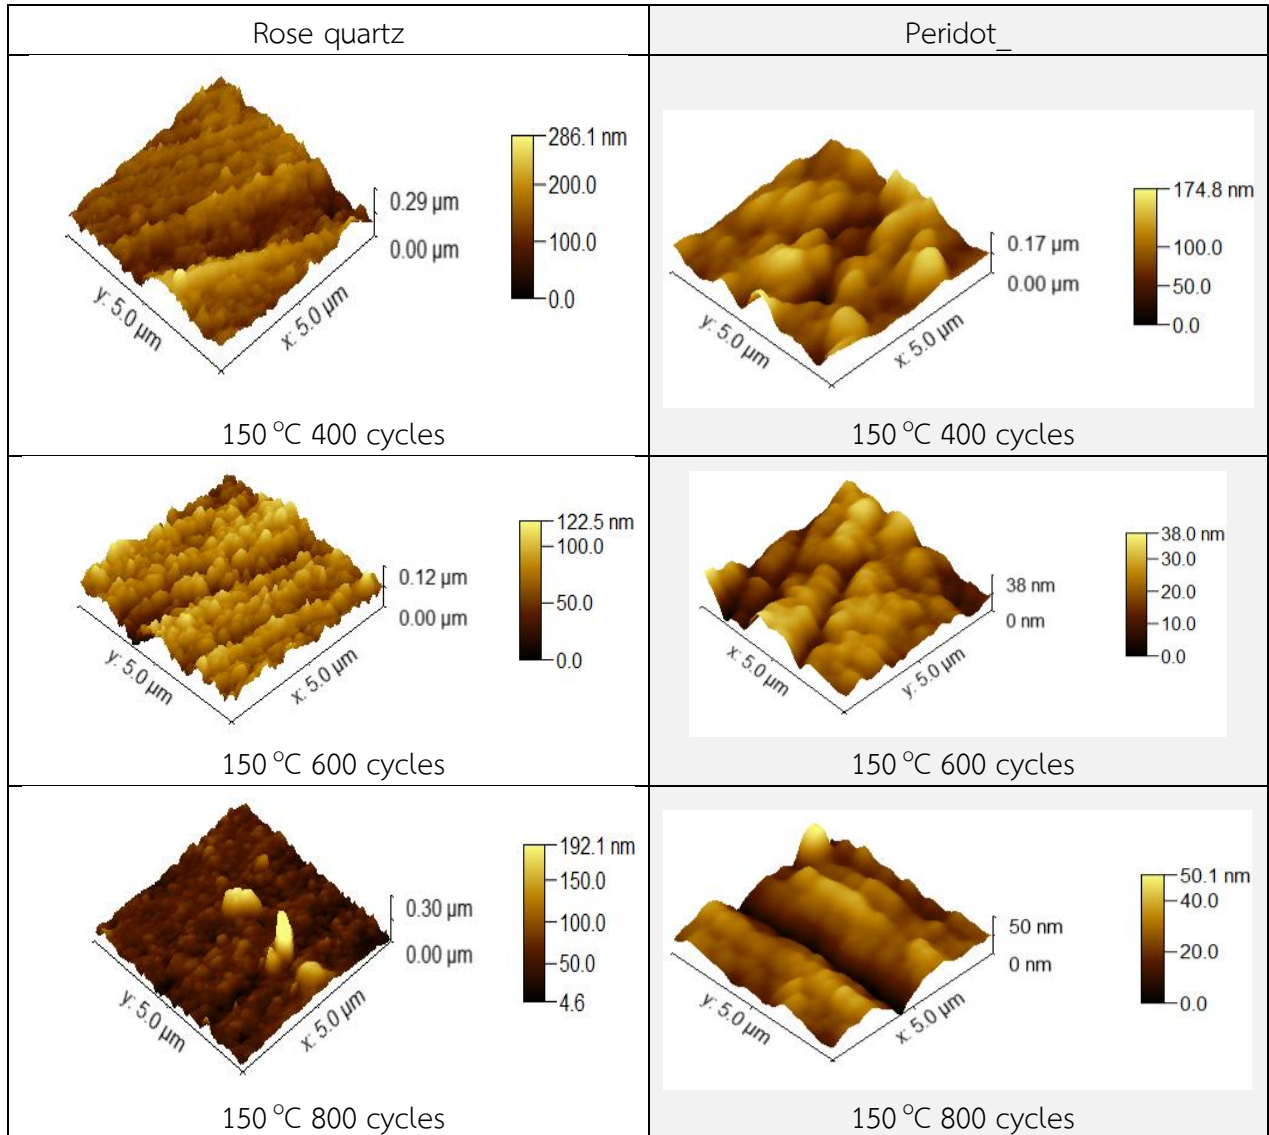 Rose quartz
Peridot_
286.1 nm
200.0
100.0
0.0
0.29 µm
0.00 µm
y: 5.0 µm
x: 5.0 µm
150 °C 400 cycles
174.8 nm
100.0
50.0
0.0
0.17 µm
0.00 µm
y: 5.0 µm
x: 5.0 µm
150 °C 400 cycles
122.5 nm
100.0
50.0
0.0
0.12 µm
0.00 µm
y: 5.0 µm
x: 5.0 µm
150 °C 600 cycles
38.0 nm
30.0
20.0
10.0
0.0
38 nm
0 nm
x: 5.0 µm
y: 5.0 µm
150 °C 600 cycles
192.1 nm
150.0
100.0
50.0
4.6
0.30 µm
0.00 µm
y: 5.0 µm
x: 5.0 µm
150 °C 800 cycles
50.1 nm
40.0
20.0
0.0
50 nm
0 nm
y: 5.0 µm
x: 5.0 µm
150 °C 800 cycles